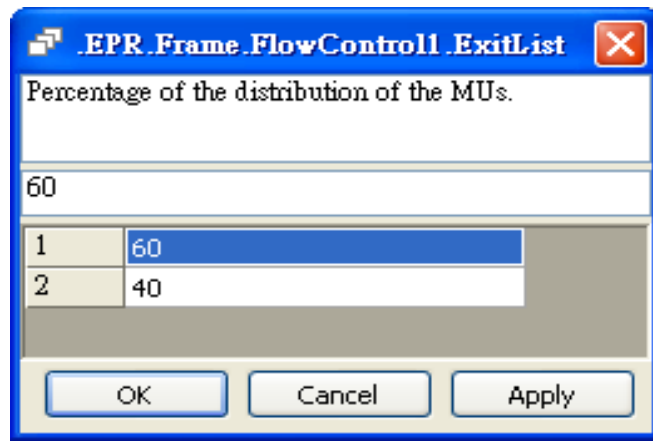 .EPR.Frame.FlowControl1.ExitList
Percentage of the distribution of the MUs.
60
1 60
2 40
OK Cancel Apply